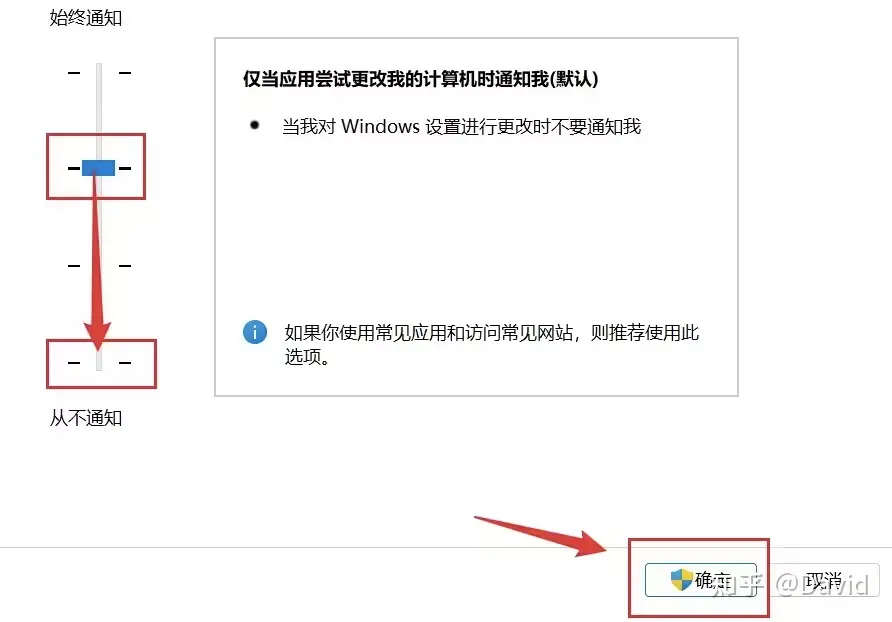 始终通知
仅当应用尝试更改我的计算机时通知我(默认)
当我对 Windows 设置进行更改时不要通知我
如果你使用常见应用和访问常见网站，则推荐使用此
选项。
从不通知
确定
取消
知乎 @David